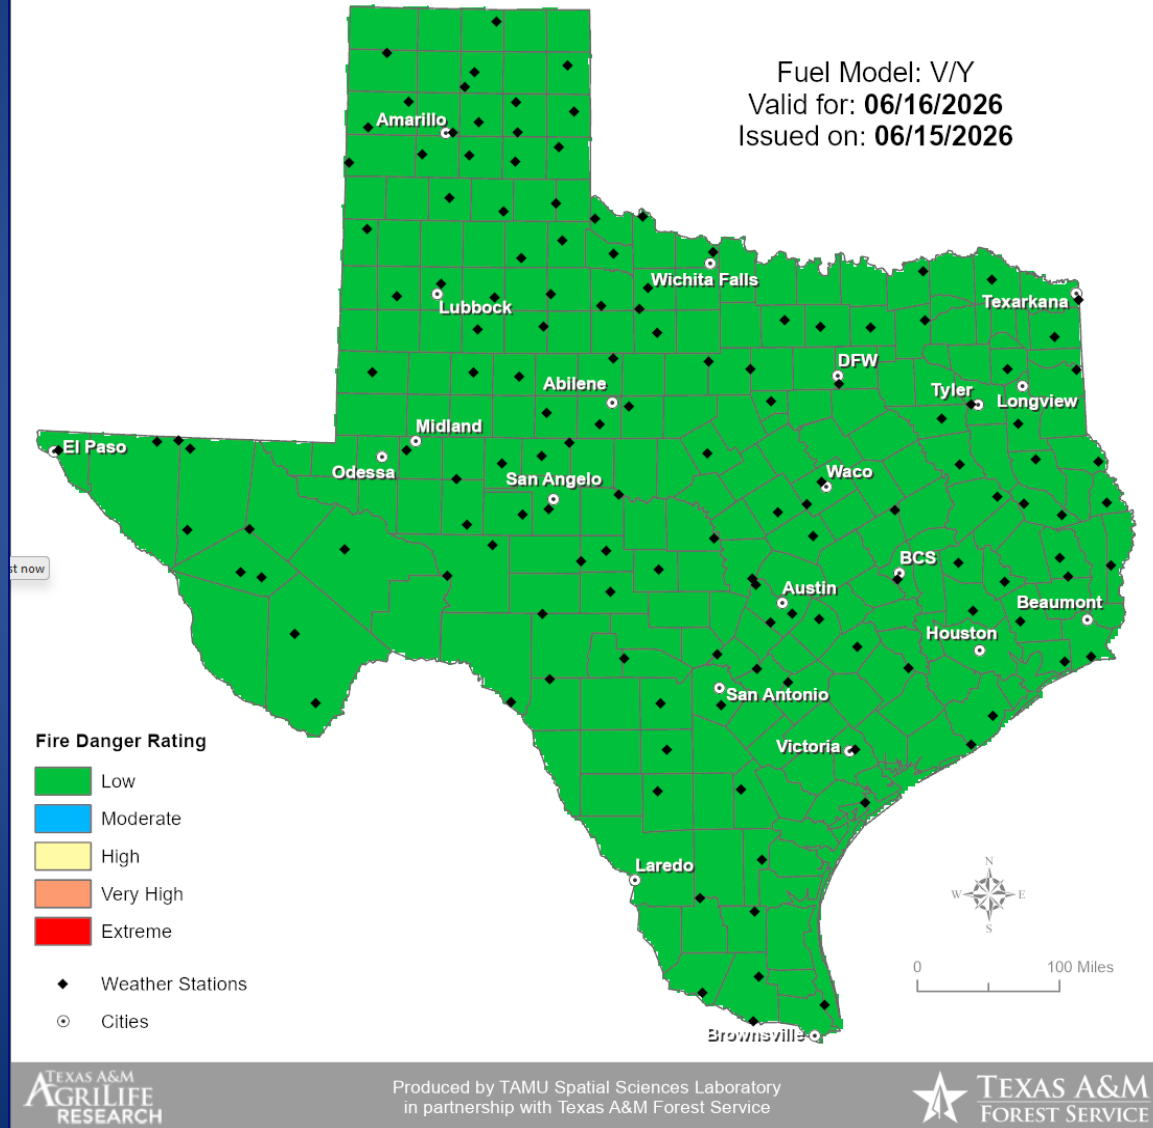 Fuel Model: V/Y
Valid for: 06/16/2026
Issued on: 06/15/2026
Amarillo
Wichita Falls
Lubbock
Texarkana
DFW
Abilene
Tyler
Longview
Midland
El Paso
Odessa
San Angelo
Waco
BCS
st now
Austin
Beaumont
Houston
San Antonio
Victoria
Laredo
Brownsville
Fire Danger Rating
Low
Moderate
High
Very High
Extreme
Weather Stations
Cities
N
W E
S
0 100 Miles
TEXAS A&M
AGRILIFE
RESEARCH
Produced by TAMU Spatial Sciences Laboratory
in partnership with Texas A&M Forest Service
TEXAS A&M
FOREST SERVICE